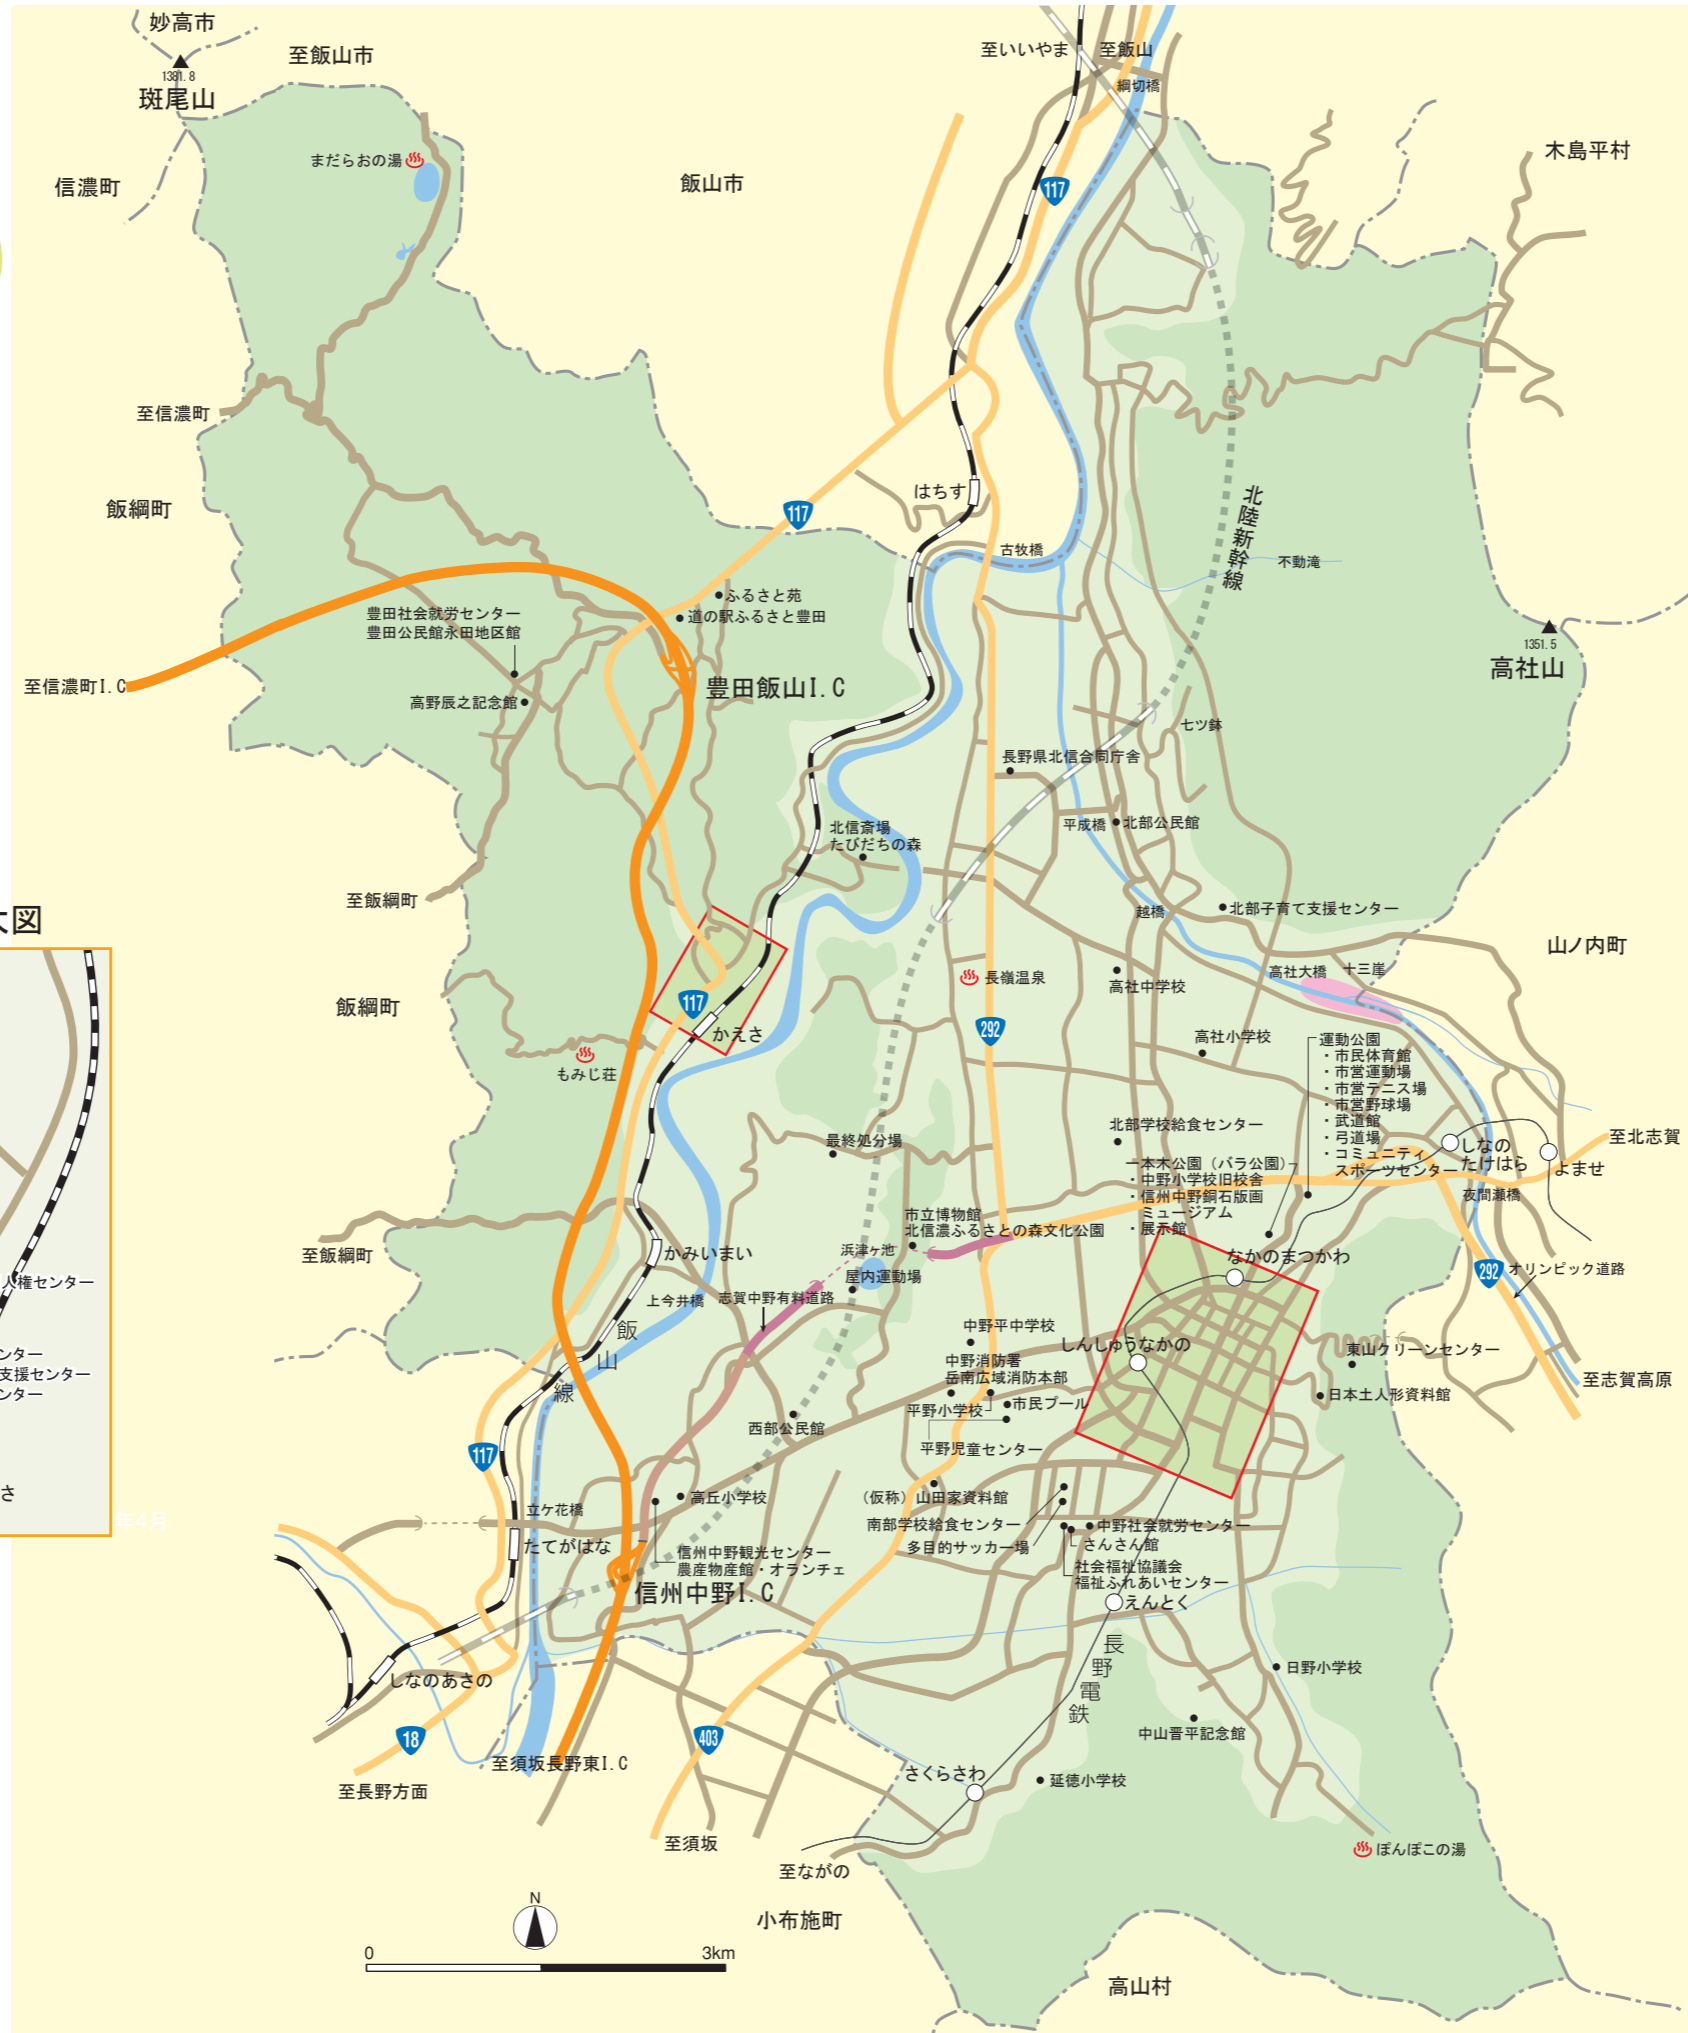 妙高市
1381.8
斑尾山
至飯山市
至いいやま
至飯山
綱切橋
まだらおの湯
信濃町
飯山市
117
木島平村
至信濃町
飯綱町
はちす
117
古牧橋
北陸新幹線
不動滝
ふるさと苑
道の駅ふるさと豊田
豊田社会就労センター
豊田公民館永田地区館
1351.5
高社山
至信濃町I.C
高野辰之記念館
豊田飯山I.C
七ツ鉢
長野県北信合同庁舎
平成橋
北部公民館
北信斎場
たびだちの森
至飯綱町
越橋
北部子育て支援センター
大図
山ノ内町
高社大橋
十三崖
長嶺温泉
高社中学校
飯綱町
117
かえさ
292
高社小学校
もみじ荘
運動公園
・市民体育館
・市営運動場
・市営テニス場
・市営野球場
・武道館
・弓道場
・コミュニティ
スポーツセンター
北部学校給食センター
最終処分場
しなの
たけはら
よませ
至北志賀
一本木公園（バラ公園）
・中野小学校旧校舎
・信州中野銅石版画
ミュージアム
・展示館
夜間瀬橋
市立博物館
北信濃ふるさとの森文化公園
至飯綱町
かみいまい
浜津ヶ池
屋内運動場
なかのまつかわ
292
オリンピック道路
人権センター
上今井橋
志賀中野有料道路
飯山線
中野平中学校
しんしゅうなかの
東山クリーンセンター
ンター
支援センター
ンター
中野消防署
岳南広域消防本部
至志賀高原
平野小学校
市民プール
日本土人形資料館
西部公民館
平野児童センター
117
さ
年4月
高丘小学校
（仮称）山田家資料館
立ケ花橋
南部学校給食センター
中野社会就労センター
多目的サッカー場
さんさん館
たてがはな
信州中野観光センター
農産物産館・オランチェ
社会福祉協議会
福祉ふれあいセンター
信州中野I.C
えんとく
長野電鉄
しなのあさの
日野小学校
18
403
中山晋平記念館
至須坂長野東I.C
さくらさわ
延徳小学校
至長野方面
至須坂
ぽんぽこの湯
至ながの
N
小布施町
0
3km
高山村